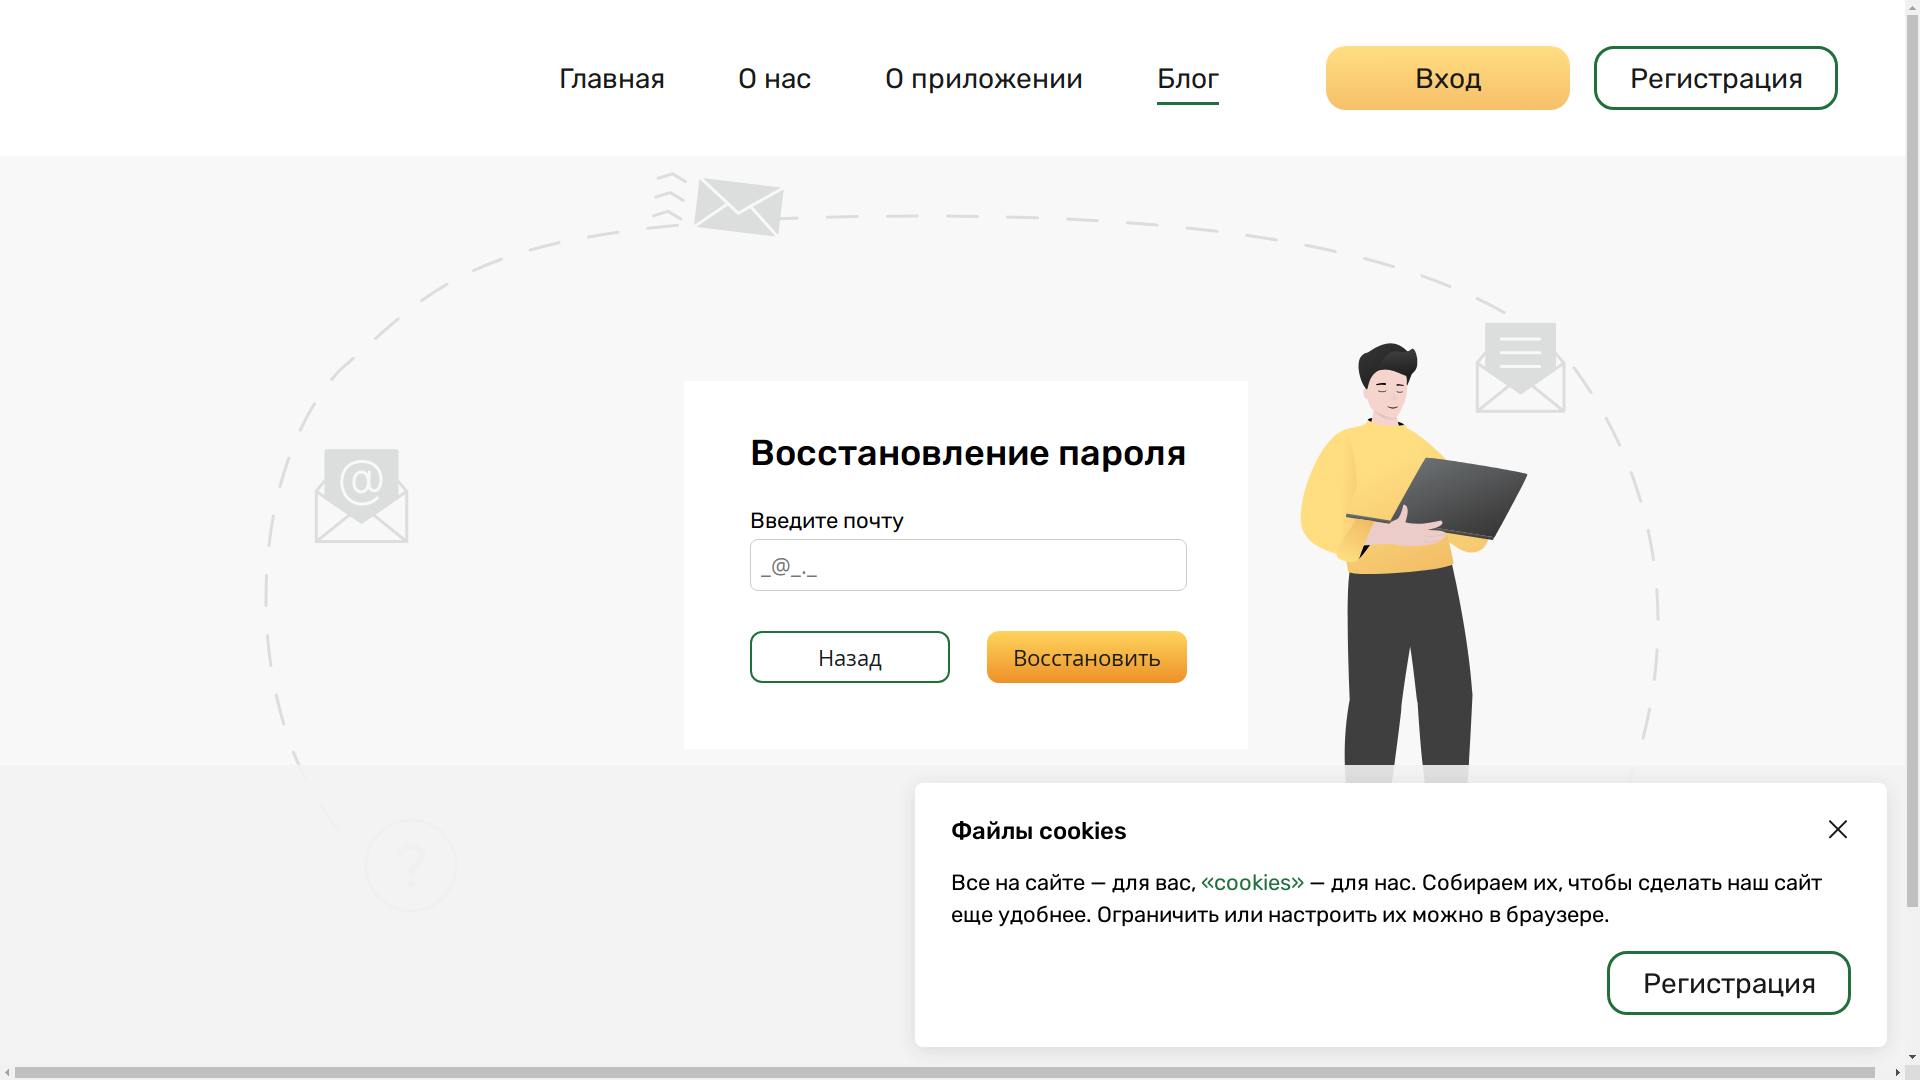 Главная О нас О приложении Блог Вход Регистрация
@
Восстановление пароля
Введите почту
_@_._
Назад Восстановить
?
Файлы cookies
Все на сайте — для вас, «cookies» — для нас. Собираем их, чтобы сделать наш сайт
еще удобнее. Ограничить или настроить их можно в браузере.
Регистрация